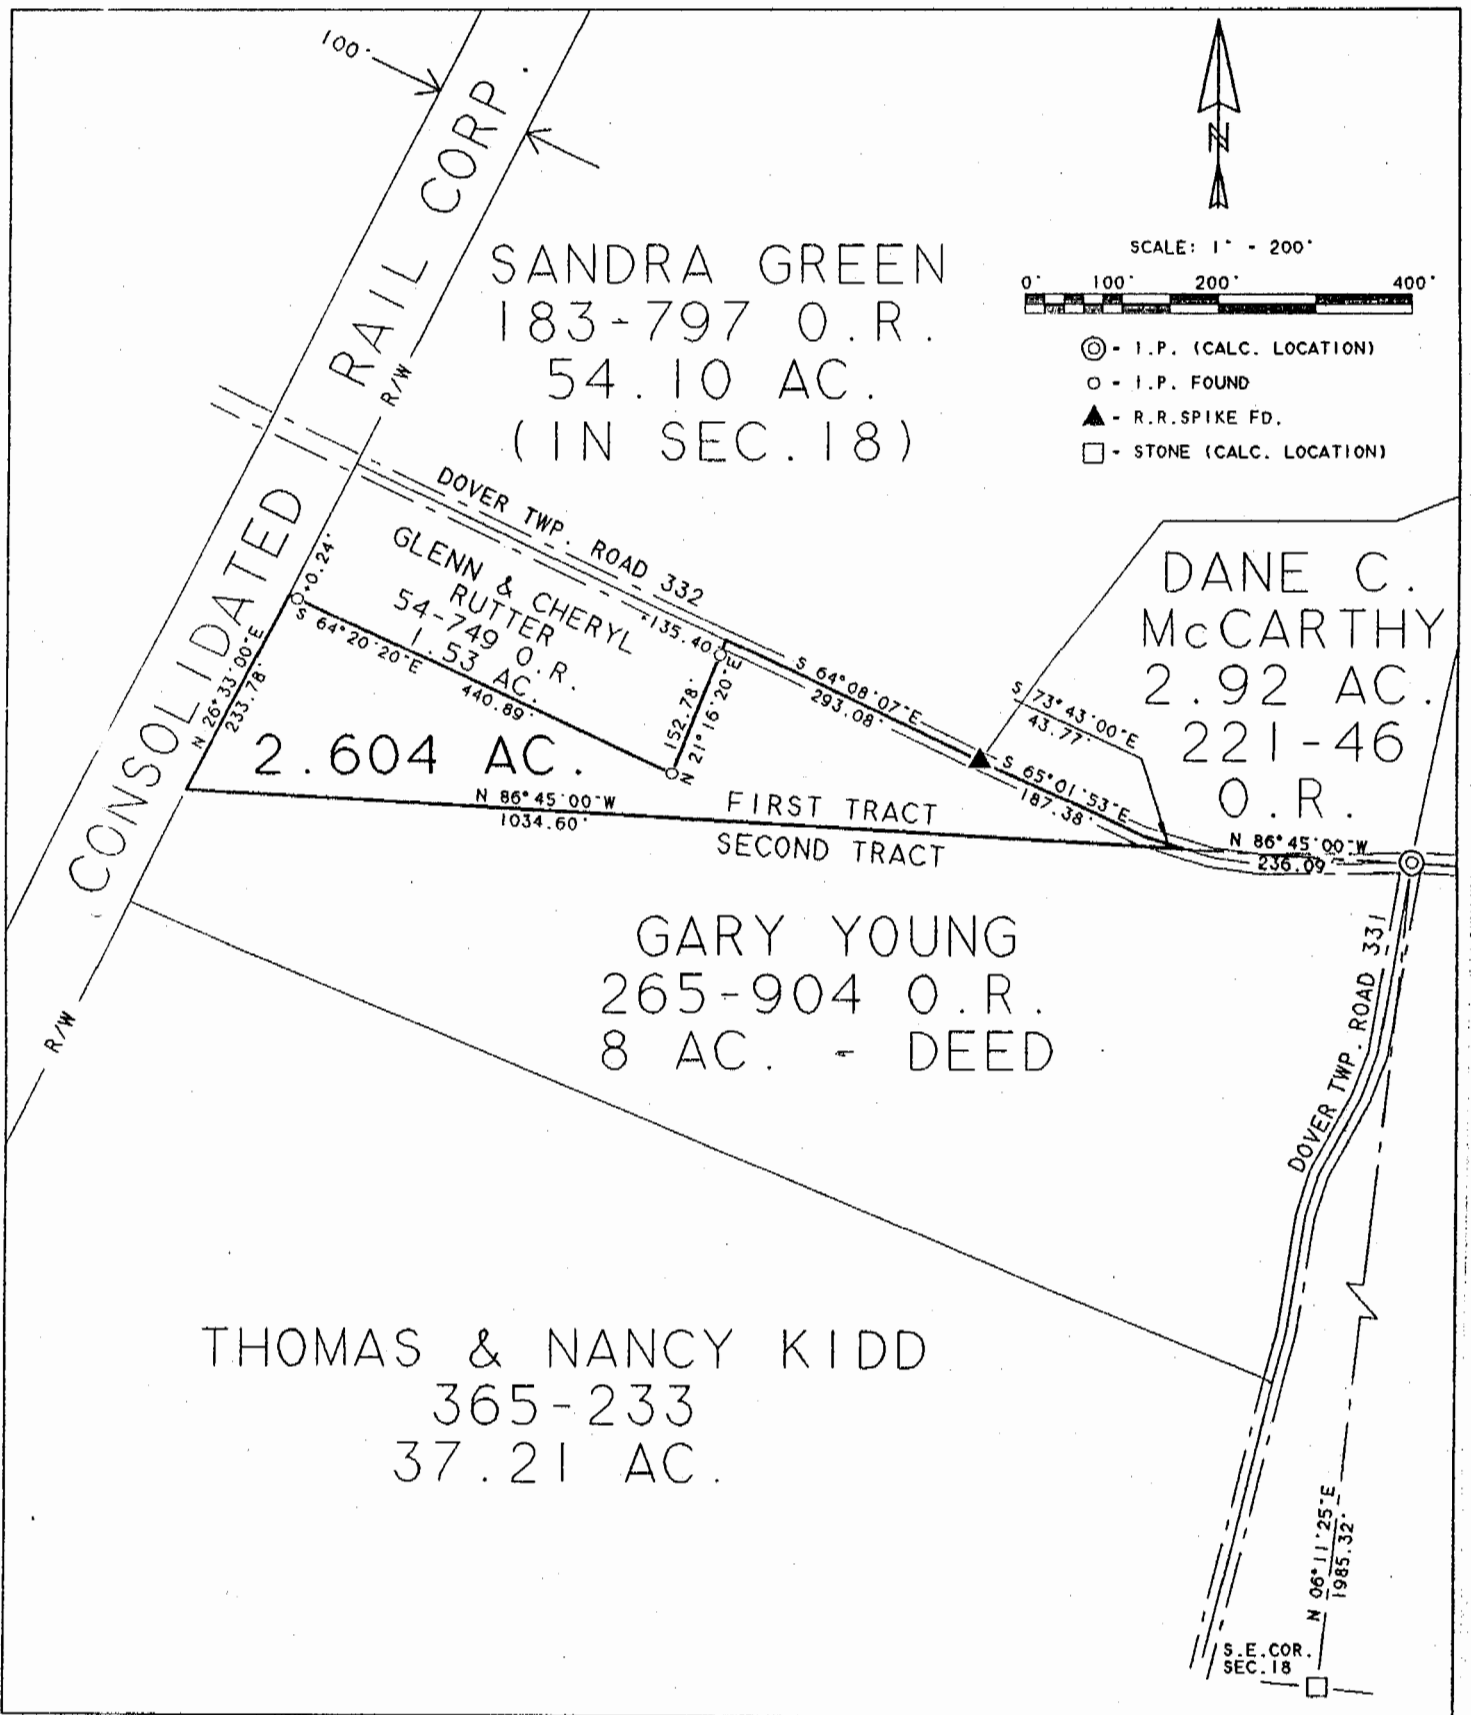 100'
CONSOLIDATED RAIL CORP.
R/W
SANDRA GREEN
183-797 O.R.
54.10 AC.
(IN SEC.18)
N
SCALE: 1" - 200'
0' 100' 200' 400'
- I.P. (CALC. LOCATION)
- I.P. FOUND
- R.R.SPIKE FD.
- STONE (CALC. LOCATION)
DOVER TWP. ROAD 332
GLENN & CHERYL
RUTTER
54-749 O.R.
1.53 AC.
+0.24'
135.40
S 64°20'20"E
440.89'
N 26°33'00"E
233.78'
152.78'
N 21°16'20"E
S 64°08'07"E
293.08'
S 73°43'00"E
43.77'
S 65°01'53"E
187.38'
DANE C.
McCARTHY
2.92 AC.
221-46
O.R.
2.604 AC.
N 86°45'00"W
1034.60'
FIRST TRACT
SECOND TRACT
N 86°45'00"W
236.09'
GARY YOUNG
265-904 O.R.
8 AC. - DEED
R/W
DOVER TWP. ROAD 331
THOMAS & NANCY KIDD
365-233
37.21 AC.
N 06°11'25"E
1985.32'
S.E.COR.
SEC.18